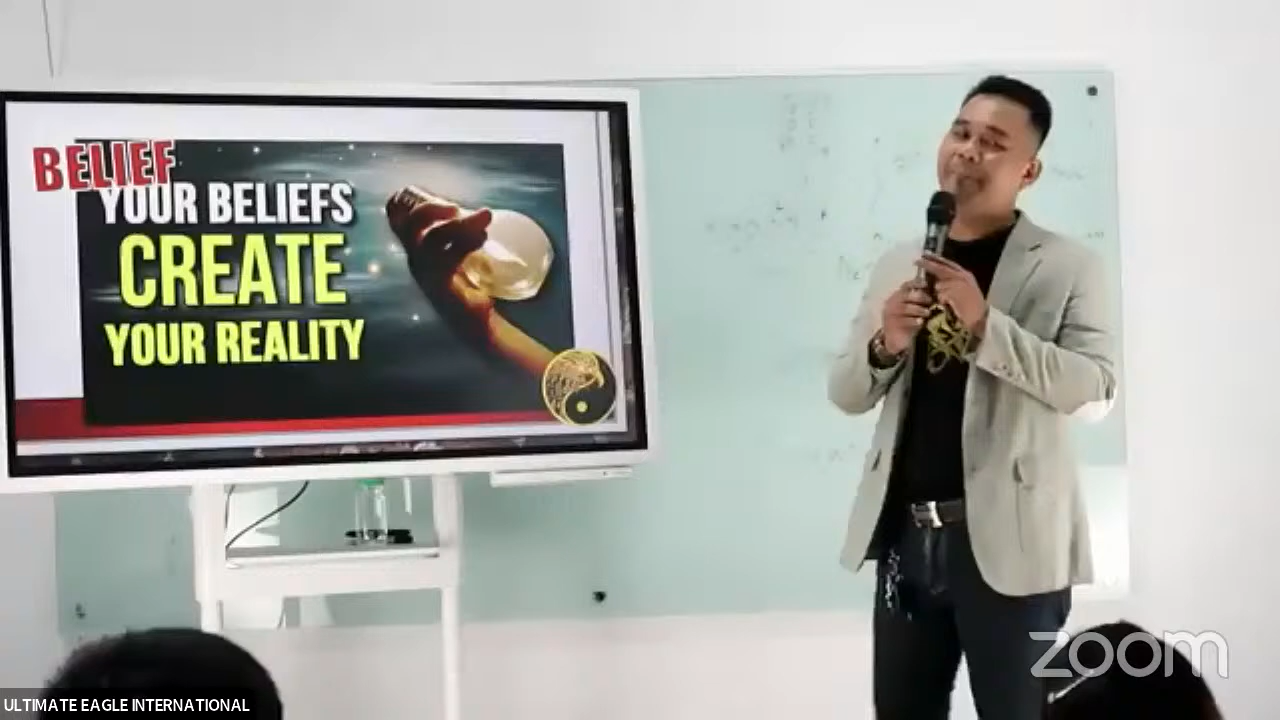 BELIEF
YOUR BELIEFS
CREATE
YOUR REALITY
zoom
ULTIMATE EAGLE INTERNATIONAL